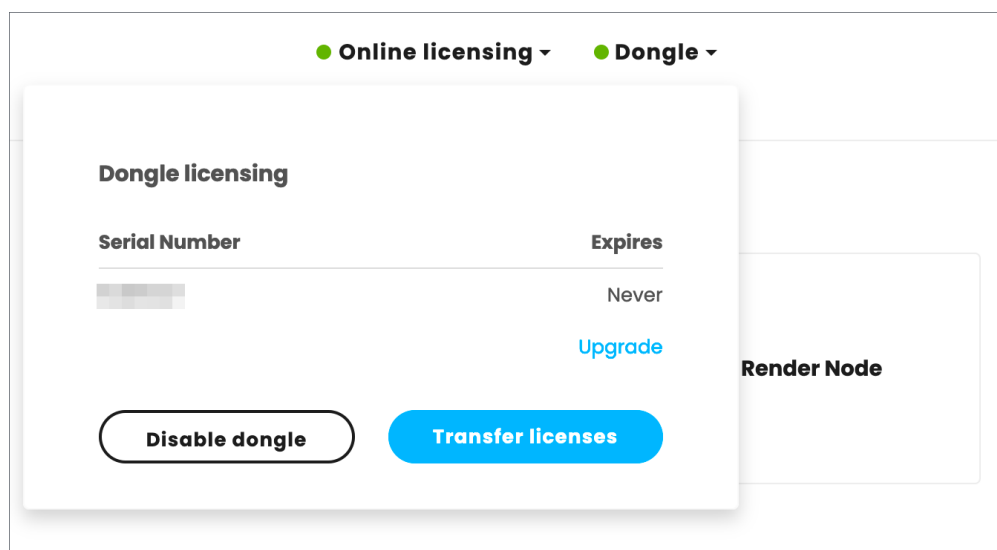 Online licensing Dongle
Dongle licensing
Serial Number Expires
Never
Upgrade
Render Node
Disable dongle Transfer licenses